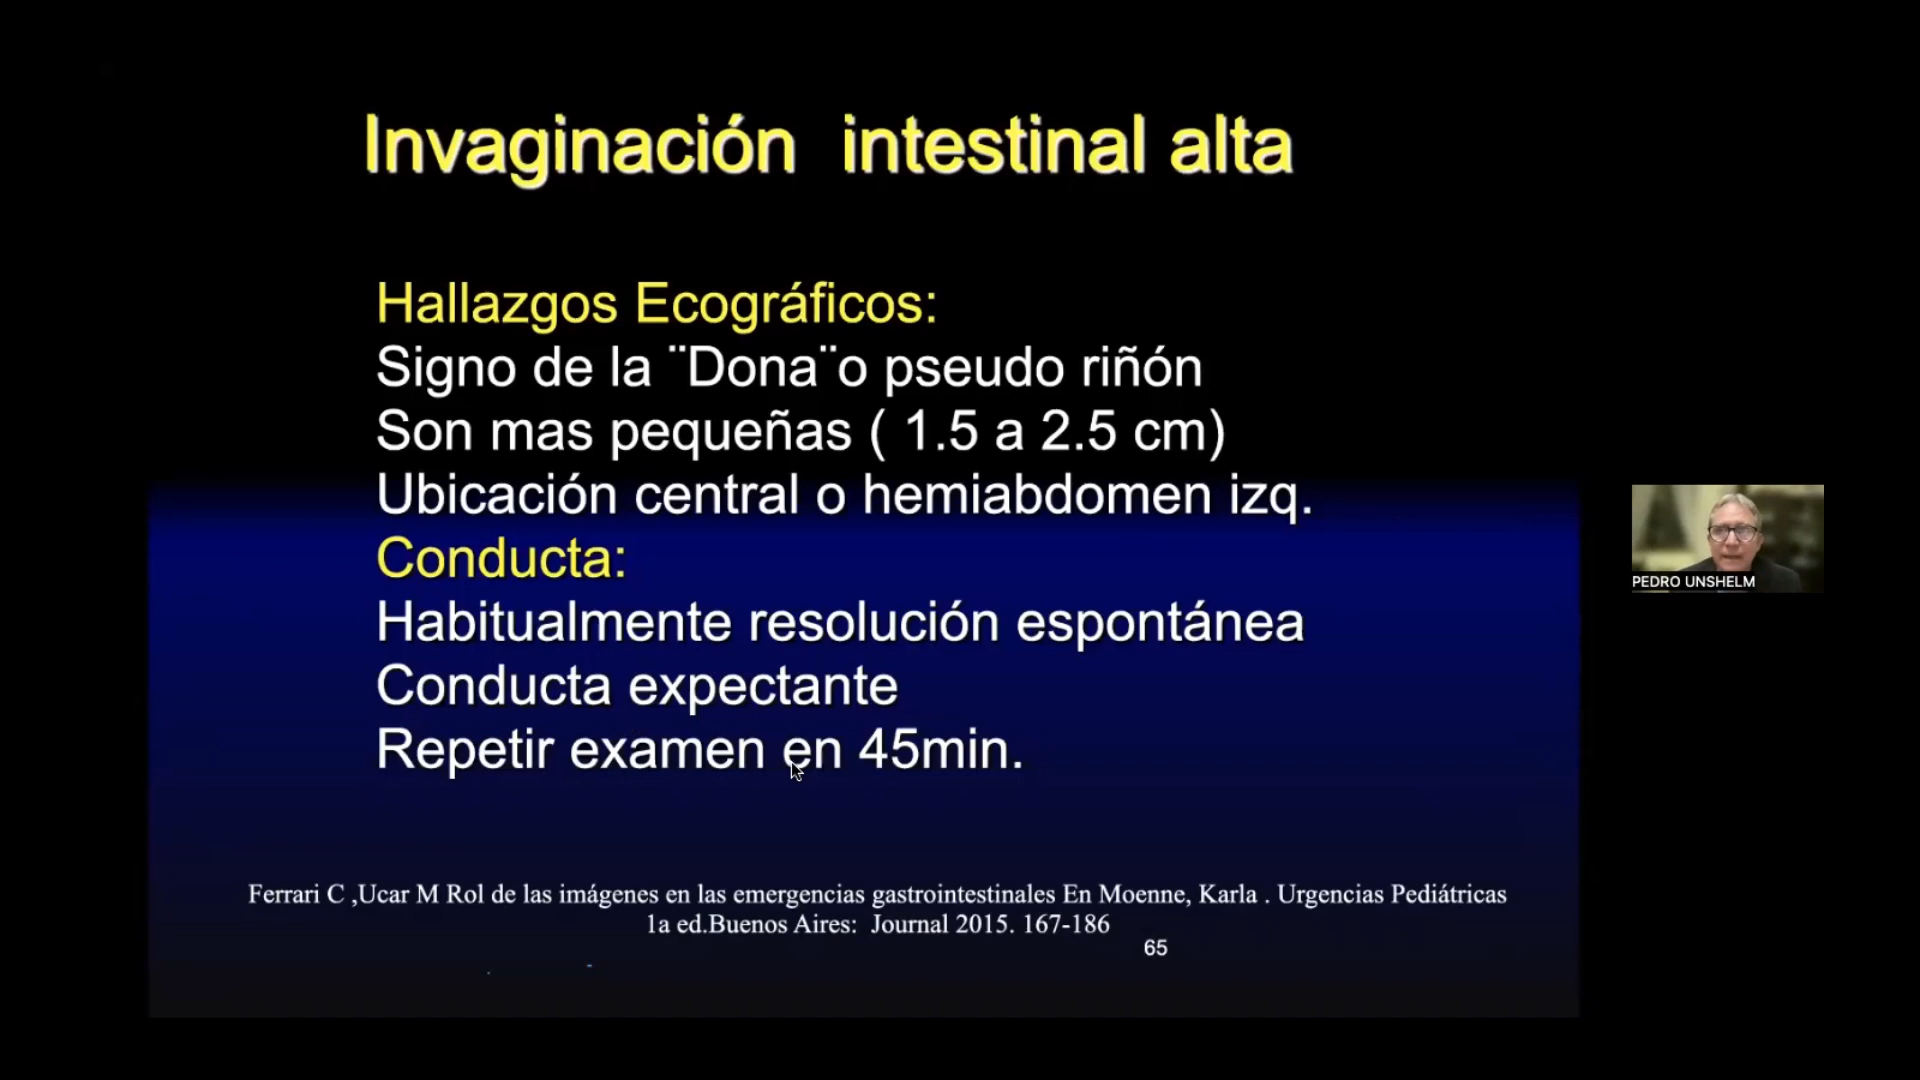 Invaginación intestinal alta
Hallazgos Ecográficos:
Signo de la ¨Dona¨o pseudo riñón
Son mas pequeñas ( 1.5 a 2.5 cm)
Ubicación central o hemiabdomen izq.
Conducta:
Habitualmente resolución espontánea
Conducta expectante
Repetir examen en 45min.
Ferrari C ,Ucar M Rol de las imágenes en las emergencias gastrointestinales En Moenne, Karla . Urgencias Pediátricas
1a ed.Buenos Aires: Journal 2015. 167-186
65
PEDRO UNSHELM